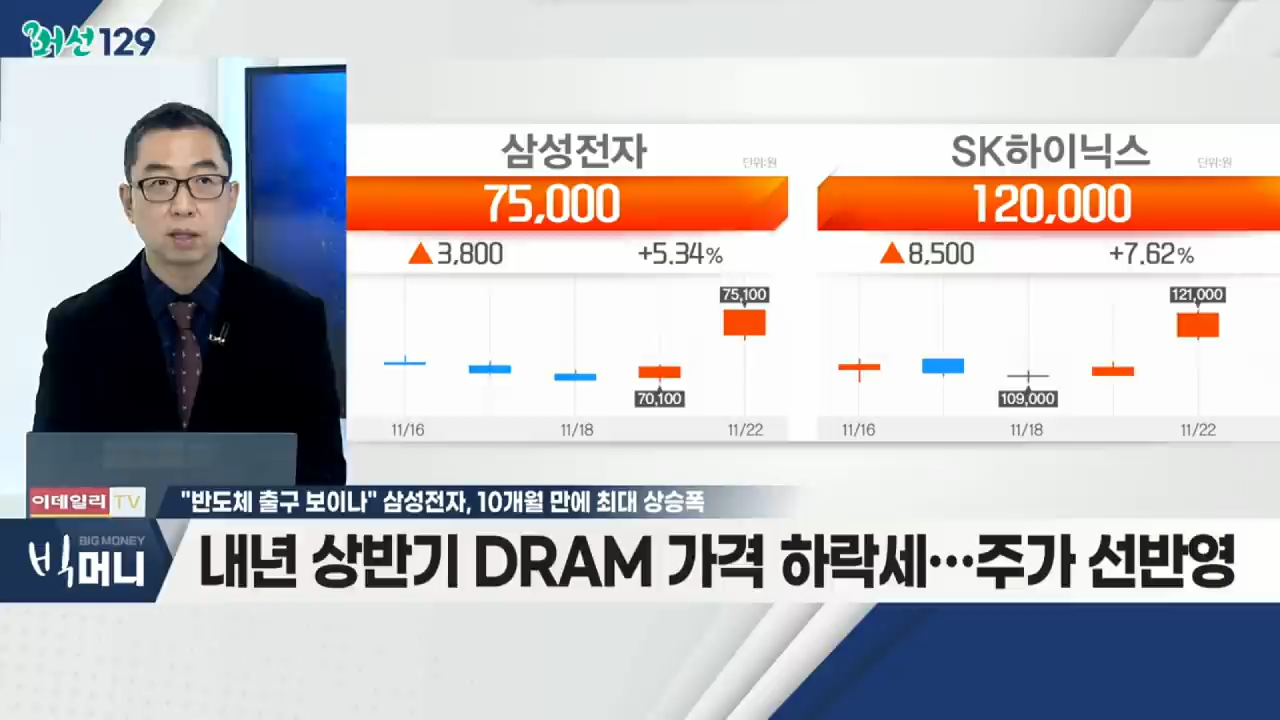 머선129
삼성전자
단위:원
75,000
▲3,800 +5.34%
75,100
70,100
11/16 11/18 11/22
SK하이닉스
단위:원
120,000
▲8,500 +7.62%
121,000
109,000
11/16 11/18 11/22
이데일리TV
"반도체 출구 보이나" 삼성전자, 10개월 만에 최대 상승폭
BIG MONEY
빅머니
내년 상반기 DRAM 가격 하락세…주가 선반영